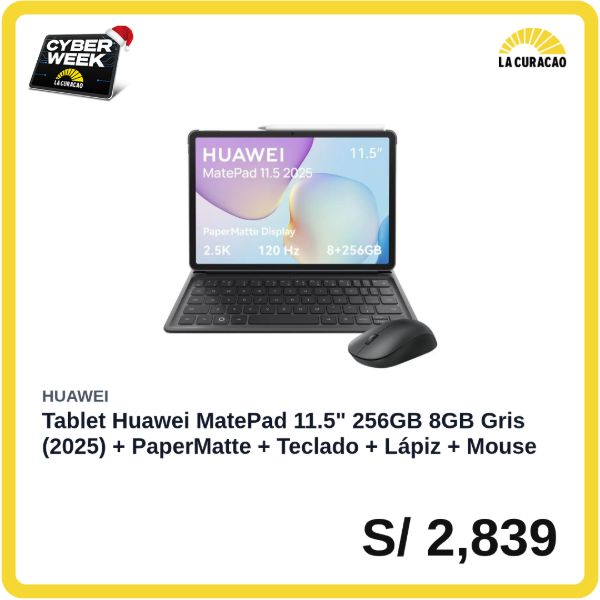 CYBER
WEEK
LA CURACAO
LA CURACAO
HUAWEI 11.5"
MatePad 11.5 2025
PaperMatte Display
2.5K 120 Hz 8+256GB
HUAWEI
Tablet Huawei MatePad 11.5" 256GB 8GB Gris
(2025) + PaperMatte + Teclado + Lápiz + Mouse
S/ 2,839